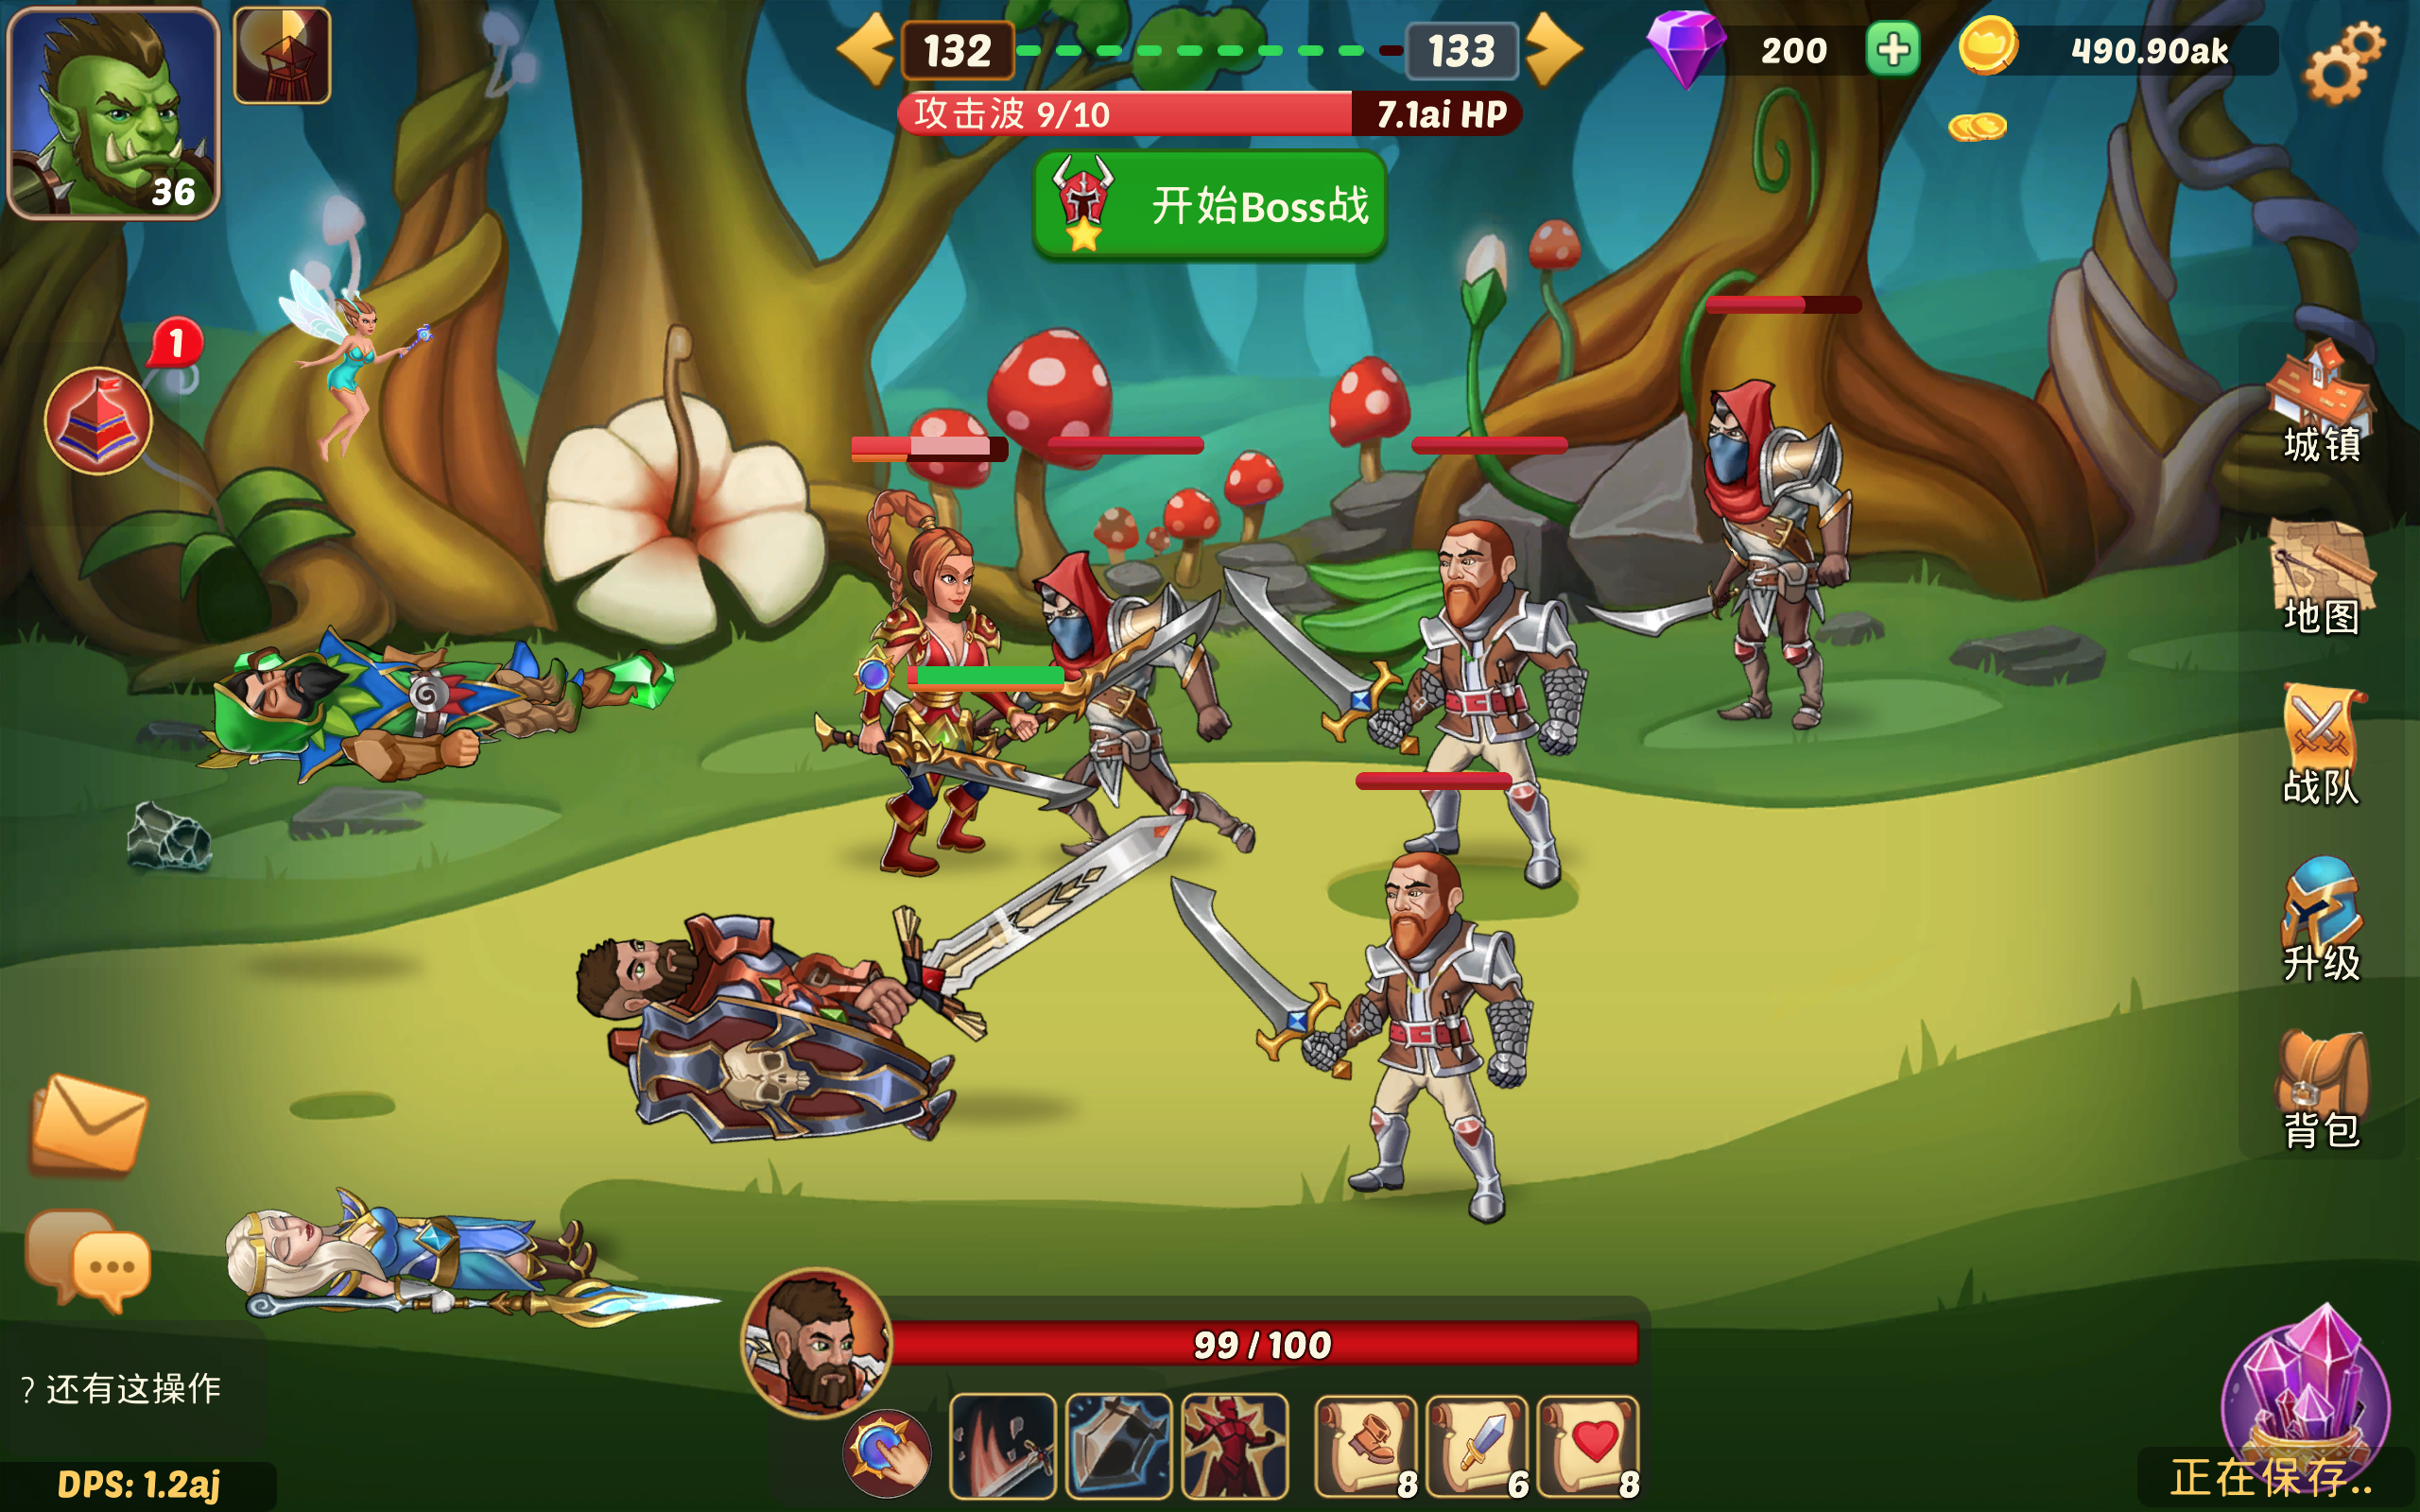 132
133
200
490.90ak
攻击波 9/10
7.1ai HP
36
开始Boss战
1
城镇
地图
战队
升级
背包
99 / 100
?还有这操作
8
6
8
DPS: 1.2aj
正在保存..